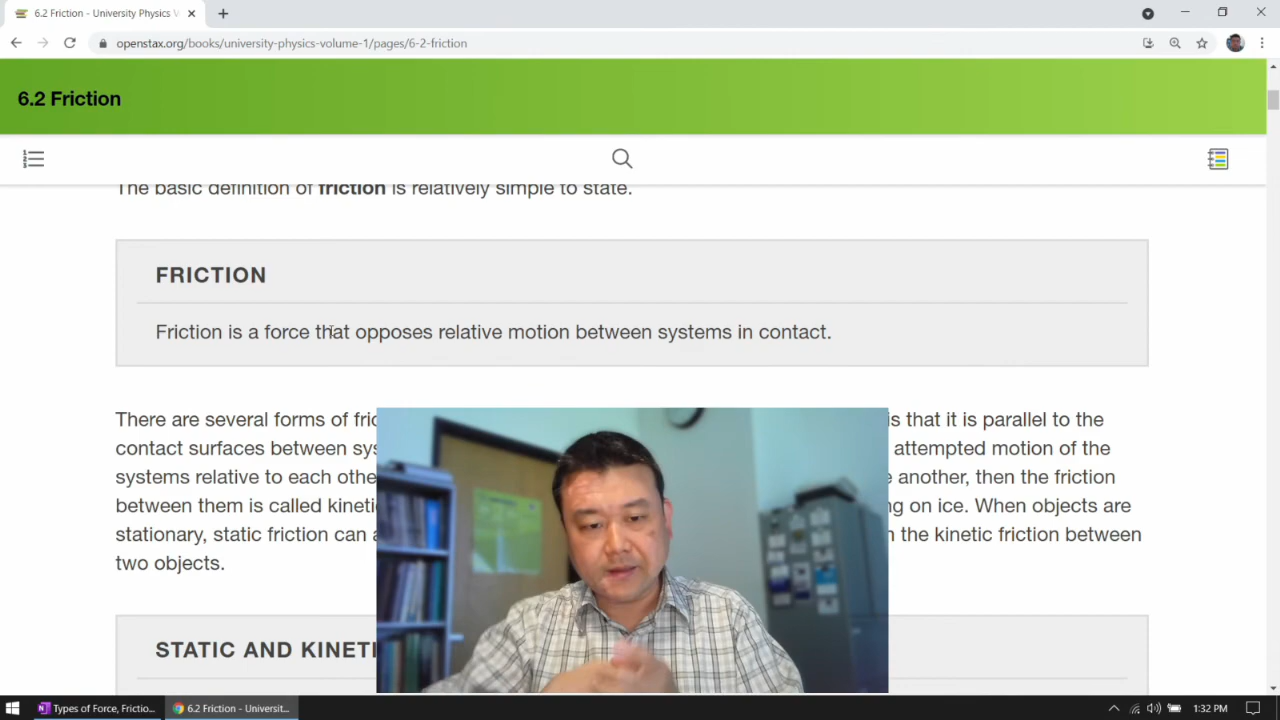 6.2 Friction - University Physics V
openstax.org/books/university-physics-volume-1/pages/6-2-friction
6.2 Friction
The basic definition of friction is relatively simple to state.
FRICTION
Friction is a force that opposes relative motion between systems in contact.
There are several forms of fric is that it is parallel to the
contact surfaces between sys attempted motion of the
systems relative to each othe another, then the friction
between them is called kineti ng on ice. When objects are
stationary, static friction can a the kinetic friction between
two objects.
STATIC AND KINETI
Types of Force, Frictio... 6.2 Friction - Universit... 1:32 PM